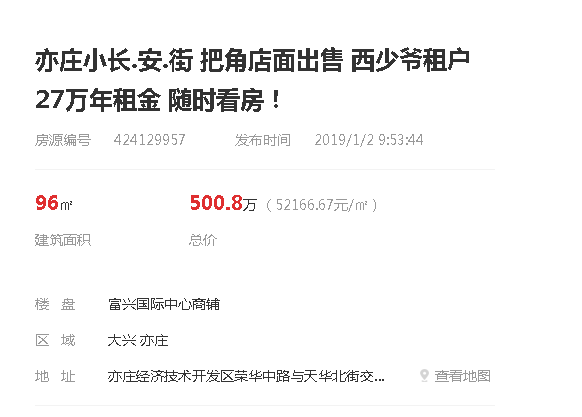 亦庄小长.安.街 把角店面出售 西少爷租户
27万年租金 随时看房！
房源编号 424129957 发布时间 2019/1/2 9:53:44
96㎡ 500.8万 （ 52166.67元/㎡ ）
建筑面积 总价
楼 盘 富兴国际中心商铺
区 域 大兴 亦庄
地 址 亦庄经济技术开发区荣华中路与天华北街交... 查看地图